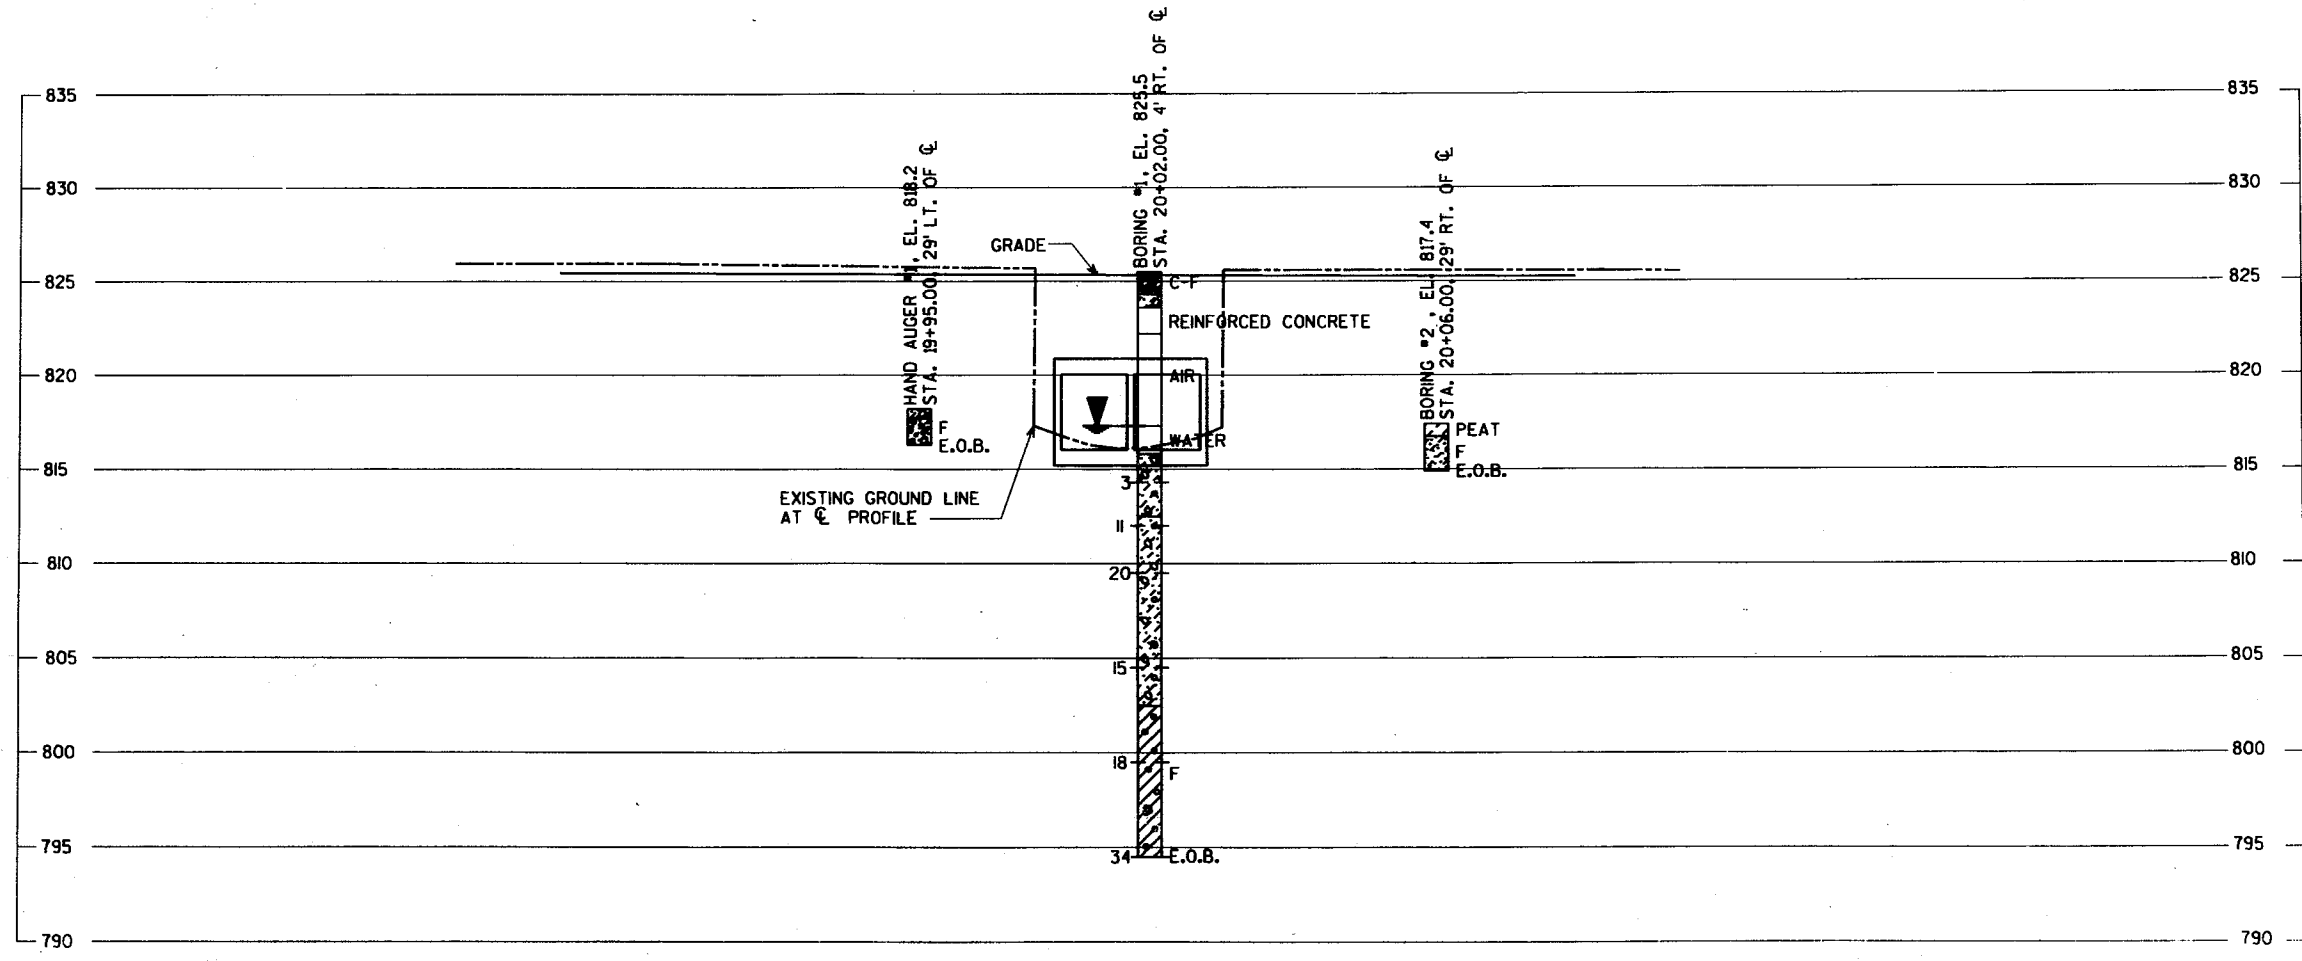 BORING #1, EL. 825.5
STA. 20+02.00, 4' RT. OF ℄
835
835
HAND AUGER #1, EL. 818.2
STA. 19+95.00, 29' LT. OF ℄
BORING #2, EL. 817.4
STA. 20+06.00, 29' RT. OF ℄
830
830
GRADE
825
C-F
825
REINFORCED CONCRETE
820
AIR
820
F
E.O.B.
WATER
PEAT
F
E.O.B.
815
815
3
EXISTING GROUND LINE
AT ℄ PROFILE
11
810
20
810
805
15
805
800
18
F
800
795
34
E.O.B.
795
790
790